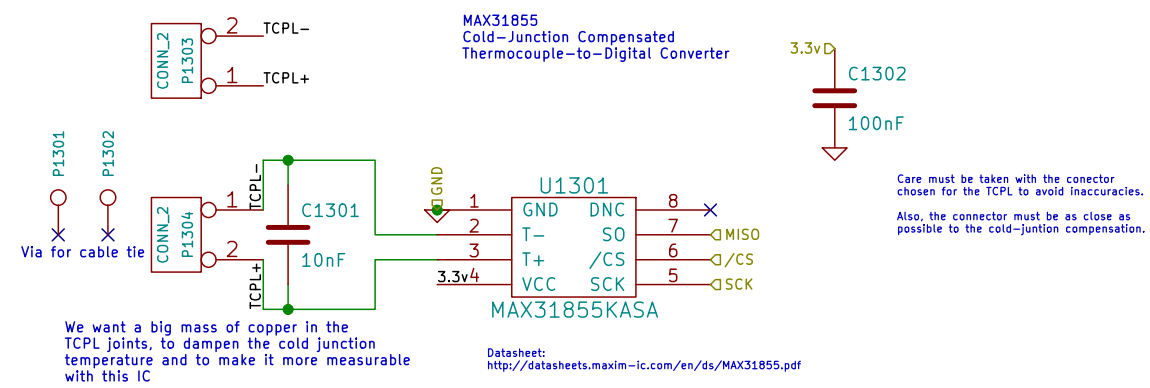 MAX31855
Cold-Junction Compensated
Thermocouple-to-Digital Converter
CONN_2
P1303
2
TCPL-
1
TCPL+
3.3v
C1302
100nF
P1301
P1302
Via for cable tie
CONN_2
P1304
1
TCPL-
2
TCPL+
C1301
10nF
GND
U1301
1
GND
DNC
8
2
T-
SO
7
MISO
3
T+
/CS
6
/CS
3.3v
4
VCC
SCK
5
SCK
MAX31855KASA
Care must be taken with the conector
chosen for the TCPL to avoid inaccuracies.
Also, the connector must be as close as
possible to the cold-juntion compensation.
We want a big mass of copper in the
TCPL joints, to dampen the cold junction
temperature and to make it more measurable
with this IC
Datasheet:
http://datasheets.maxim-ic.com/en/ds/MAX31855.pdf